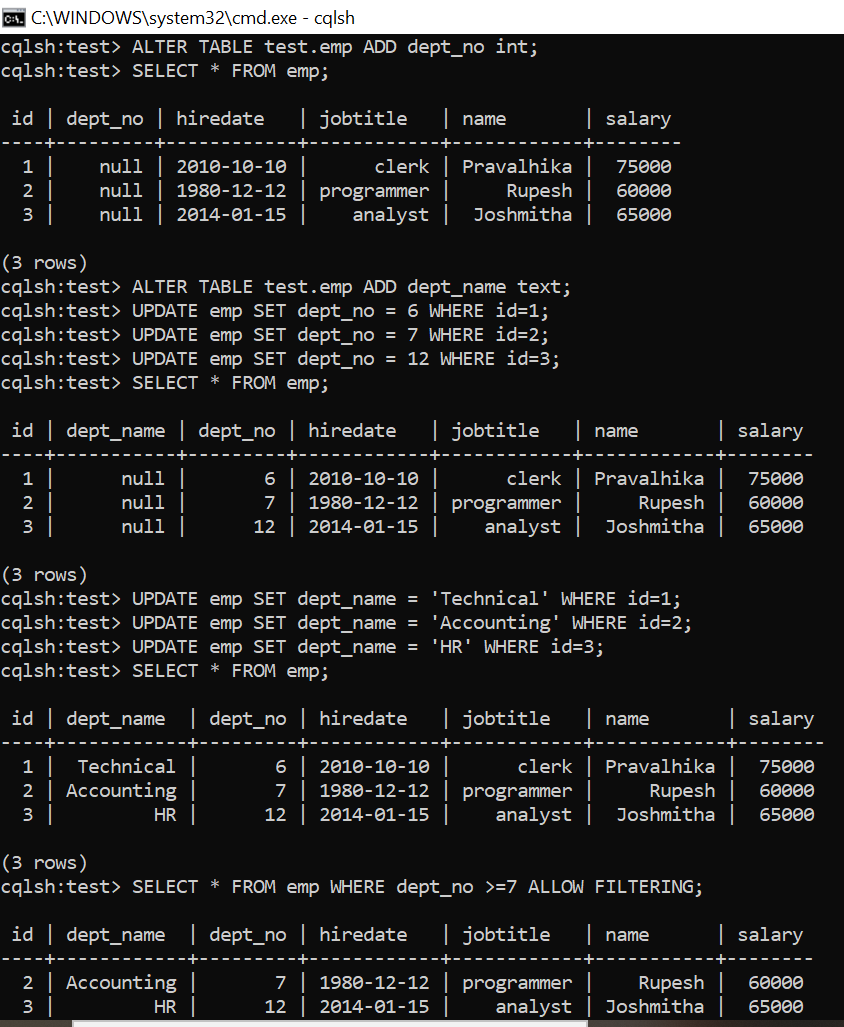 C:\WINDOWS\system32\cmd.exe - cqlsh
cqlsh:test> ALTER TABLE test.emp ADD dept_no int;
cqlsh:test> SELECT * FROM emp;
 id | dept_no | hiredate   | jobtitle   | name       | salary
----+---------+------------+------------+------------+--------
  1 |    null | 2010-10-10 |      clerk | Pravalhika |  75000
  2 |    null | 1980-12-12 | programmer |     Rupesh |  60000
  3 |    null | 2014-01-15 |    analyst |  Joshmitha |  65000
(3 rows)
cqlsh:test> ALTER TABLE test.emp ADD dept_name text;
cqlsh:test> UPDATE emp SET dept_no = 6 WHERE id=1;
cqlsh:test> UPDATE emp SET dept_no = 7 WHERE id=2;
cqlsh:test> UPDATE emp SET dept_no = 12 WHERE id=3;
cqlsh:test> SELECT * FROM emp;
 id | dept_name | dept_no | hiredate   | jobtitle   | name       | salary
----+-----------+---------+------------+------------+------------+--------
  1 |      null |       6 | 2010-10-10 |      clerk | Pravalhika |  75000
  2 |      null |       7 | 1980-12-12 | programmer |     Rupesh |  60000
  3 |      null |      12 | 2014-01-15 |    analyst |  Joshmitha |  65000
(3 rows)
cqlsh:test> UPDATE emp SET dept_name = 'Technical' WHERE id=1;
cqlsh:test> UPDATE emp SET dept_name = 'Accounting' WHERE id=2;
cqlsh:test> UPDATE emp SET dept_name = 'HR' WHERE id=3;
cqlsh:test> SELECT * FROM emp;
 id | dept_name  | dept_no | hiredate   | jobtitle   | name       | salary
----+------------+---------+------------+------------+------------+--------
  1 |  Technical |       6 | 2010-10-10 |      clerk | Pravalhika |  75000
  2 | Accounting |       7 | 1980-12-12 | programmer |     Rupesh |  60000
  3 |         HR |      12 | 2014-01-15 |    analyst |  Joshmitha |  65000
(3 rows)
cqlsh:test> SELECT * FROM emp WHERE dept_no >=7 ALLOW FILTERING;
 id | dept_name  | dept_no | hiredate   | jobtitle   | name      | salary
----+------------+---------+------------+------------+-----------+--------
  2 | Accounting |       7 | 1980-12-12 | programmer |    Rupesh |  60000
  3 |         HR |      12 | 2014-01-15 |    analyst | Joshmitha |  65000